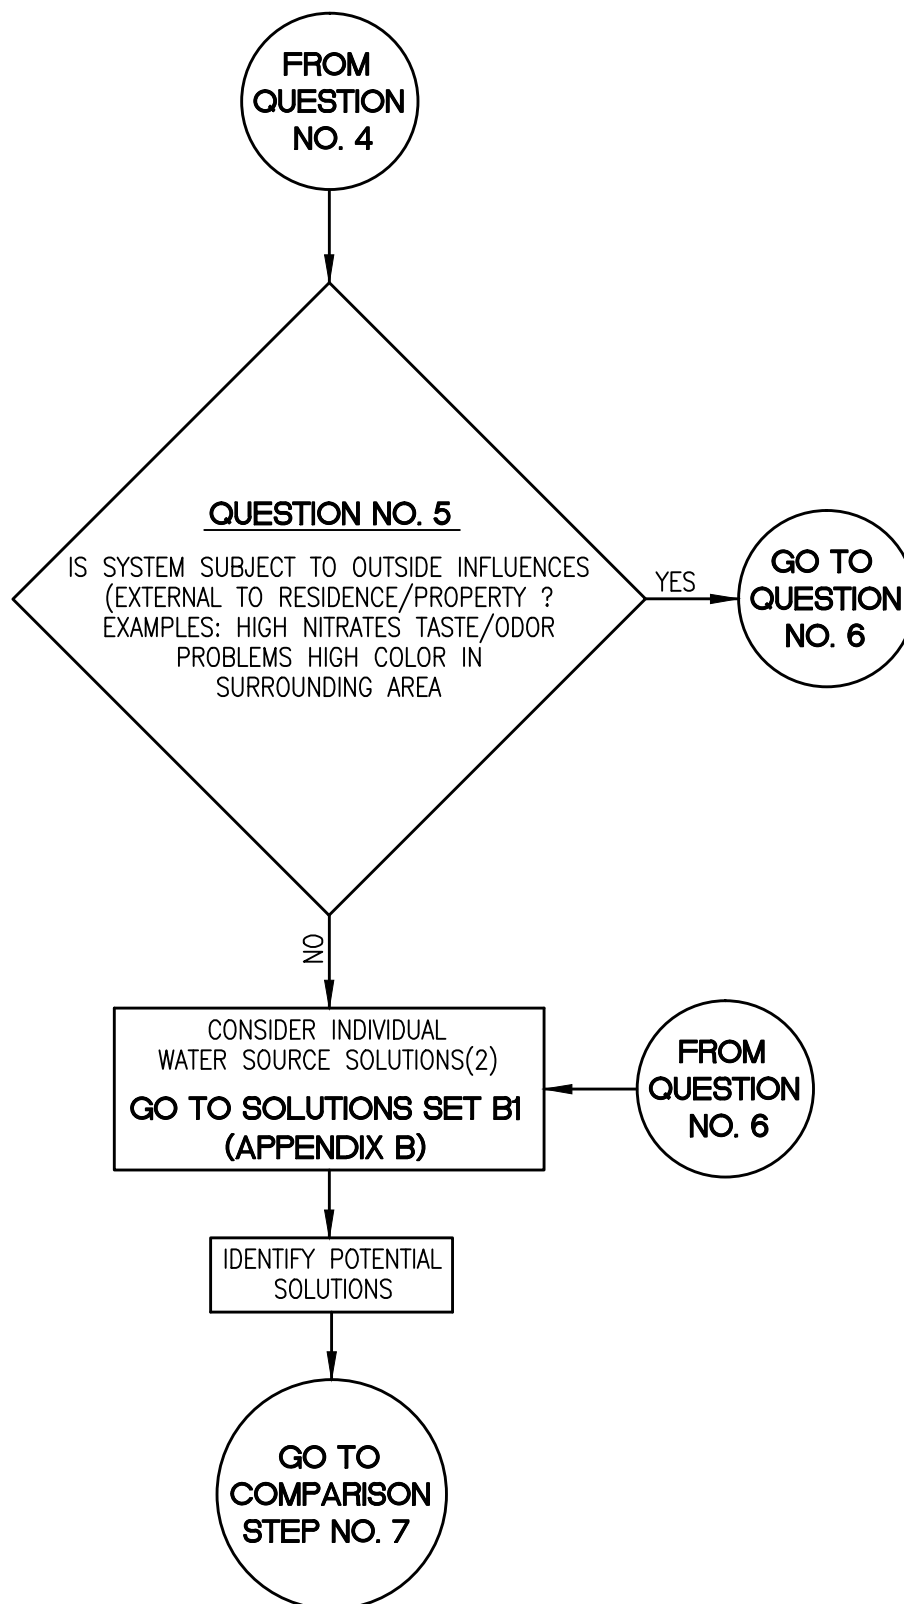 FROM
QUESTION
NO. 4
QUESTION NO. 5
IS SYSTEM SUBJECT TO OUTSIDE INFLUENCES
(EXTERNAL TO RESIDENCE/PROPERTY ?
EXAMPLES: HIGH NITRATES TASTE/ODOR
PROBLEMS HIGH COLOR IN
SURROUNDING AREA
YES
GO TO
QUESTION
NO. 6
NO
CONSIDER INDIVIDUAL
WATER SOURCE SOLUTIONS(2)
GO TO SOLUTIONS SET B1
(APPENDIX B)
FROM
QUESTION
NO. 6
IDENTIFY POTENTIAL
SOLUTIONS
GO TO
COMPARISON
STEP NO. 7